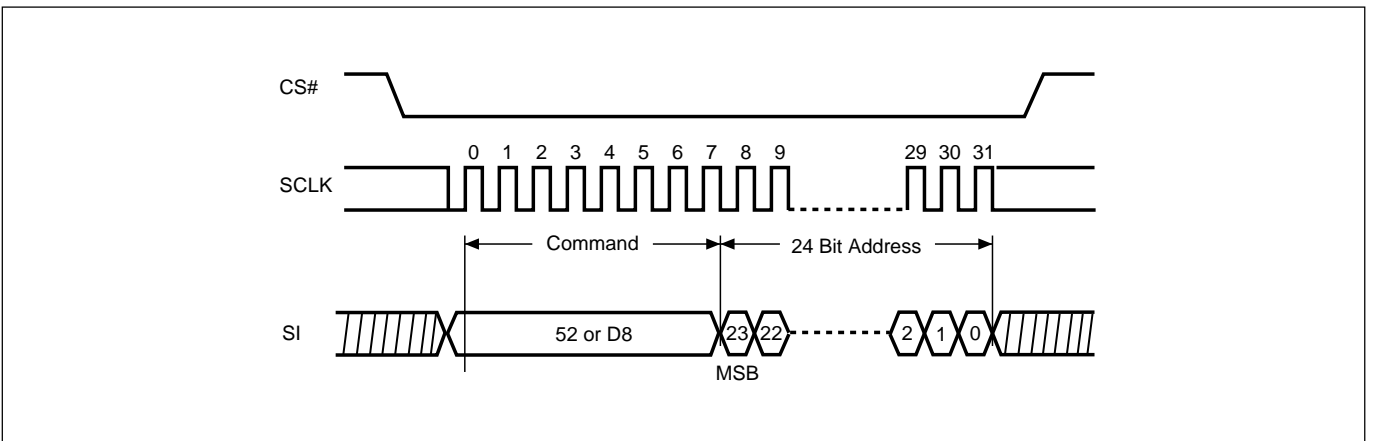 CS#
0 1 2 3 4 5 6 7 8 9 29 30 31
SCLK
Command 24 Bit Address
SI 52 or D8 23 22 2 1 0
MSB